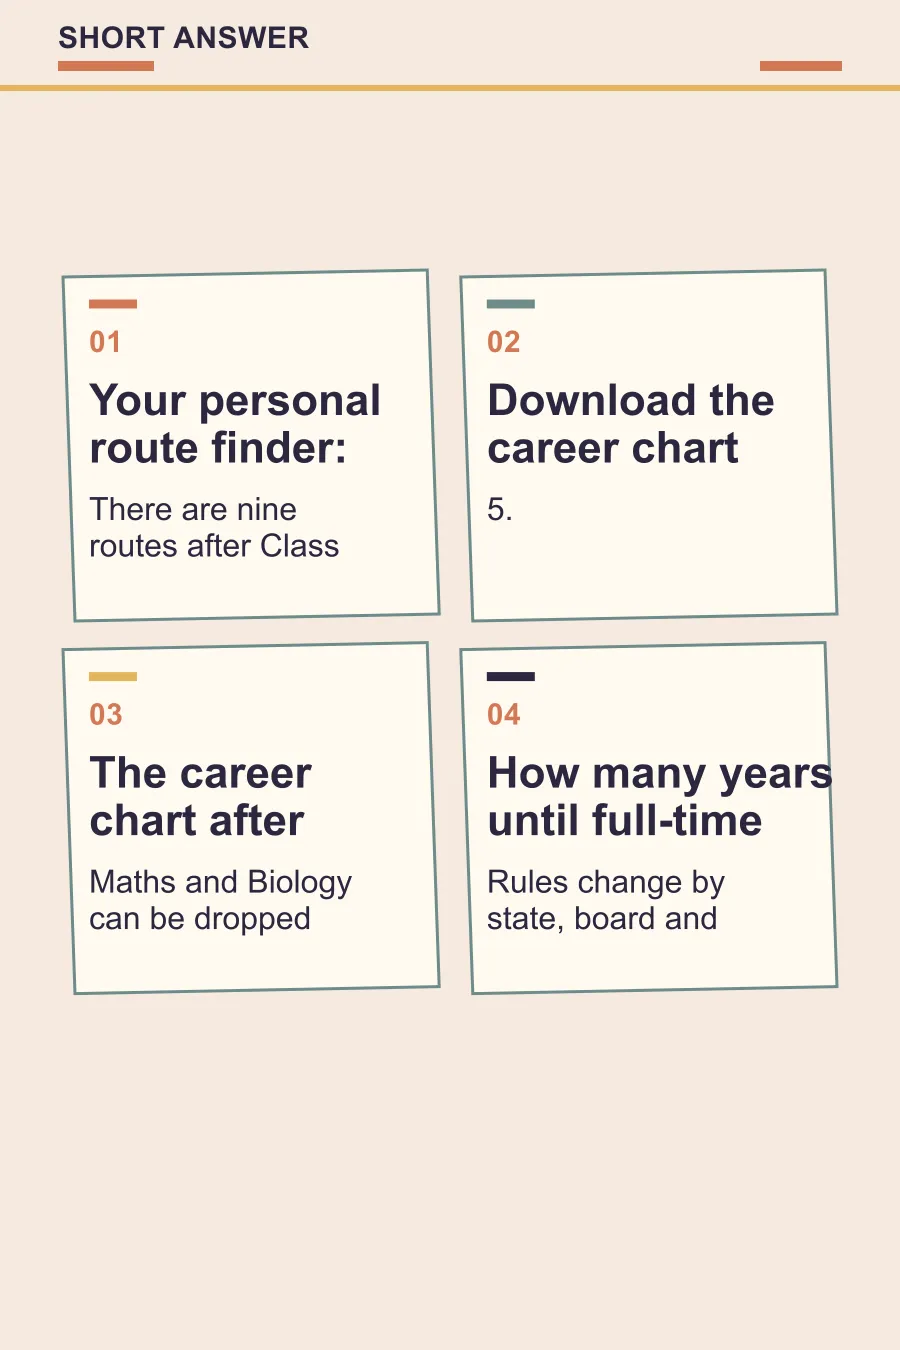 SHORT ANSWER
01
Your personal
route finder:
There are nine
routes after Class
02
Download the
career chart
5.
03
The career
chart after
Maths and Biology
can be dropped
04
How many years
until full-time
Rules change by
state, board and